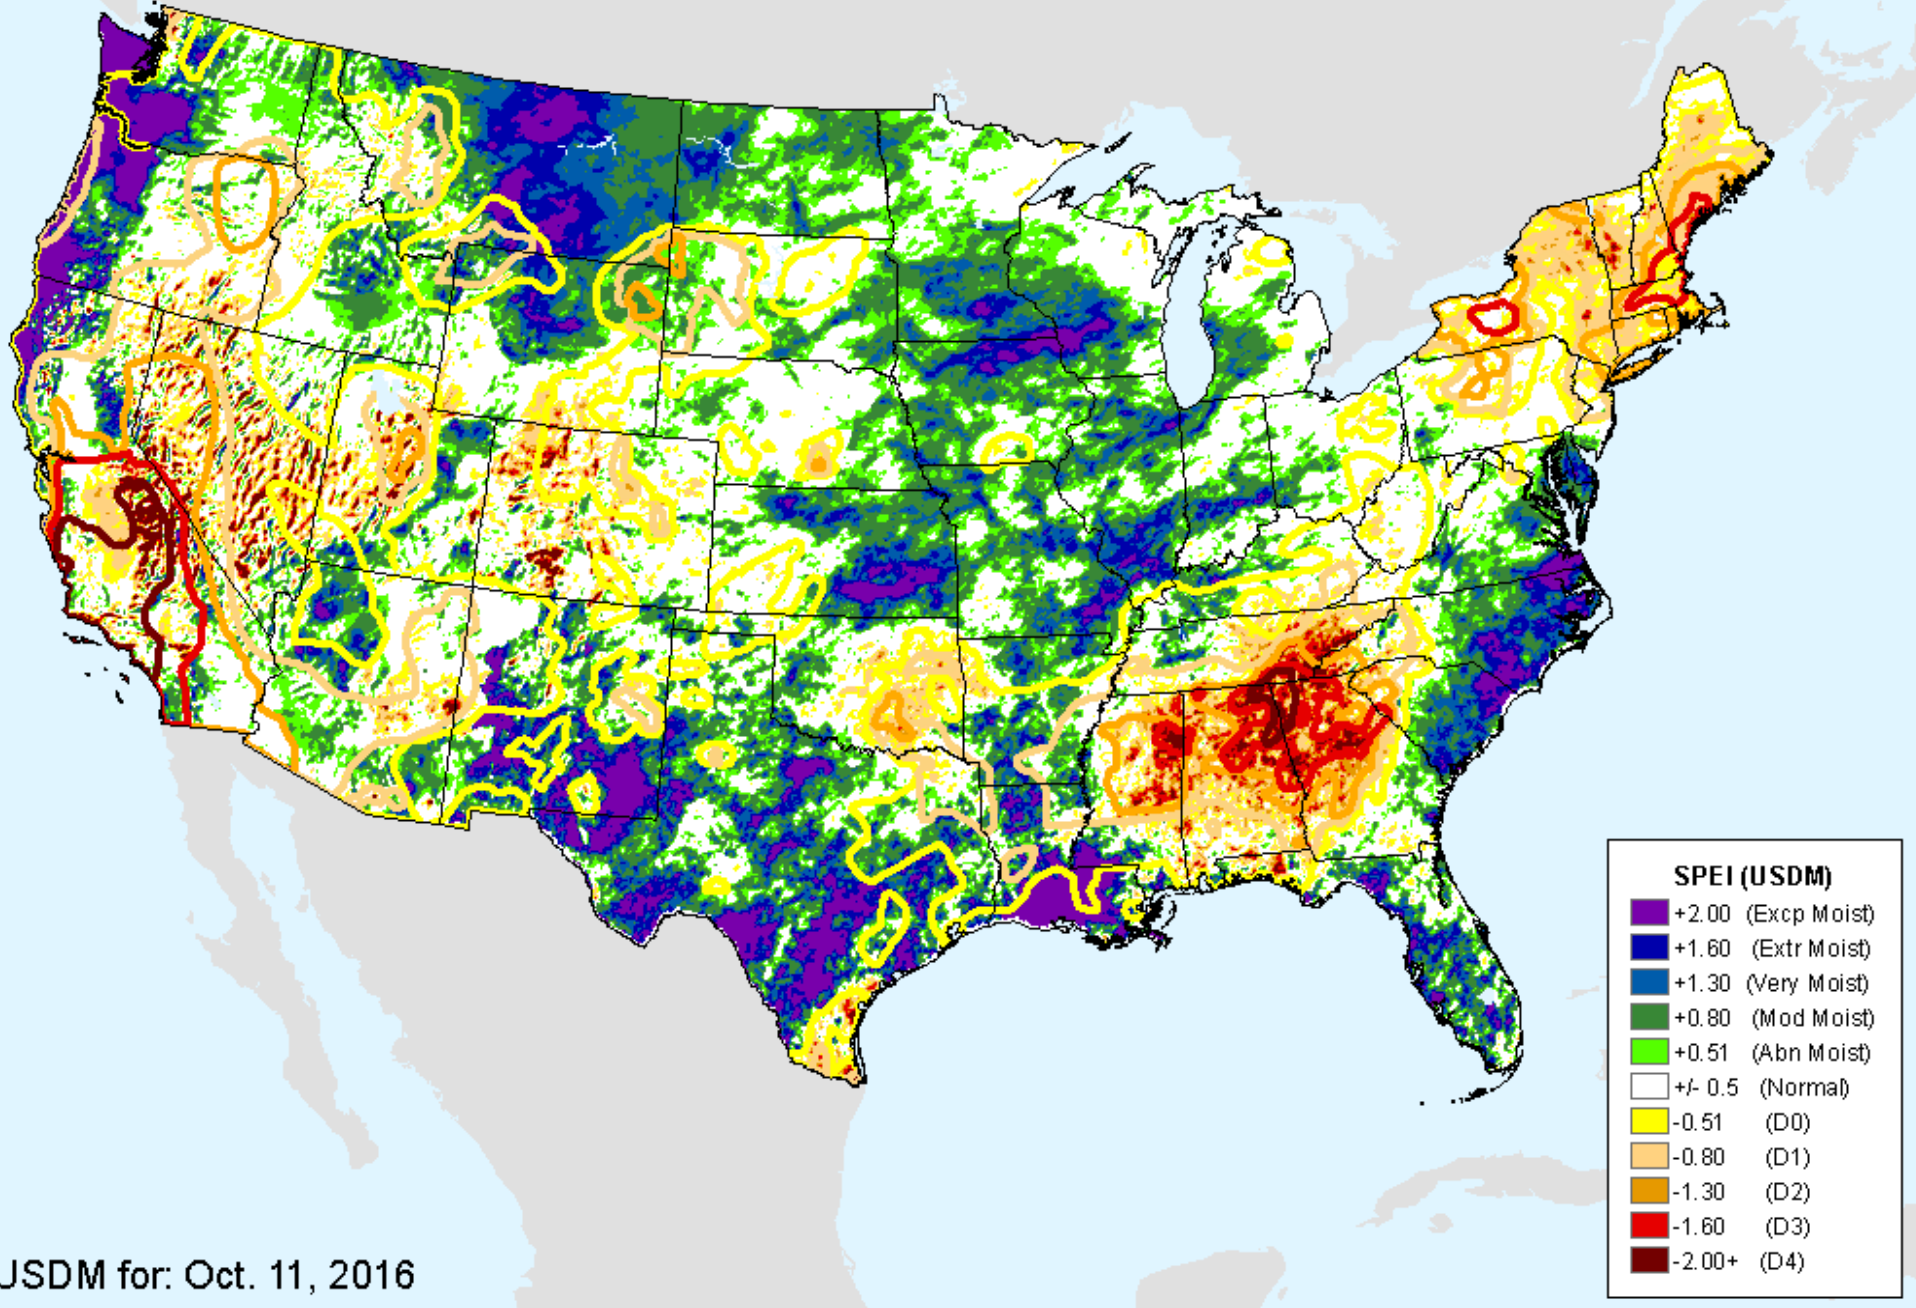 SPEI (USDM)
+2.00 (Excp Moist)
+1.60 (Extr Moist)
+1.30 (Very Moist)
+0.80 (Mod Moist)
+0.51 (Abn Moist)
+/- 0.5 (Normal)
-0.51 (D0)
-0.80 (D1)
-1.30 (D2)
-1.60 (D3)
-2.00+ (D4)
USDM for: Oct. 11, 2016